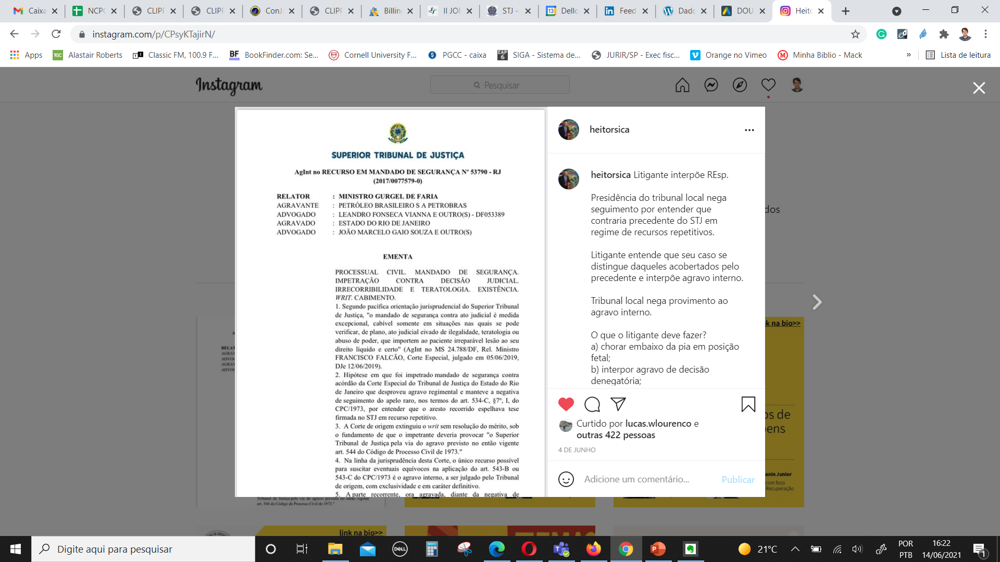 Caixa
NCPC
CLIPP
CLIPP
ConJ
CLIPP
Billin
II JOR
STJ -
13
Dello
Feed
Dadc
DOU
Heito
instagram.com/p/CPsyKTajirN/
Apps
TGC
Alastair Roberts
Classic FM, 100.9 F...
BF
BookFinder.com: Se...
Cornell University F...
PGCC - caixa
EAP
6
SIGA - Sistema de...
JURIR/SP - Exec fisc...
Orange no Vimeo
Minha Biblio - Mack
»
Lista de leitura
Instagram
Pesquisar
SUPERIOR TRIBUNAL DE JUSTIÇA
AgInt no RECURSO EM MANDADO DE SEGURANÇA Nº 53790 - RJ
(2017/0077579-0)
RELATOR : MINISTRO GURGEL DE FARIA
AGRAVANTE : PETRÓLEO BRASILEIRO S A PETROBRAS
ADVOGADO : LEANDRO FONSECA VIANNA E OUTRO(S) - DF053389
AGRAVADO : ESTADO DO RIO DE JANEIRO
ADVOGADO : JOÃO MARCELO GAIO SOUZA E OUTRO(S)
EMENTA
PROCESSUAL CIVIL. MANDADO DE SEGURANÇA.
IMPETRAÇÃO CONTRA DECISÃO JUDICIAL.
IRRECORRIBILIDADE E TERATOLOGIA. EXISTÊNCIA.
WRIT. CABIMENTO.
1. Segundo pacífica orientação jurisprudencial do Superior Tribunal
de Justiça, "o mandado de segurança contra ato judicial é medida
excepcional, cabível somente em situações nas quais se pode
verificar, de plano, ato judicial eivado de ilegalidade, teratologia ou
abuso de poder, que importem ao paciente irreparável lesão ao seu
direito líquido e certo" (AgInt no MS 24.788/DF, Rel. Ministro
FRANCISCO FALCÃO, Corte Especial, julgado em 05/06/2019,
DJe 12/06/2019).
2. Hipótese em que foi impetrado mandado de segurança contra
acórdão da Corte Especial do Tribunal de Justiça do Estado do Rio
de Janeiro que desproveu agravo regimental e manteve a negativa
de seguimento do apelo raro, nos termos do art. 534-C, §7º, I, do
CPC/1973, por entender que o aresto recorrido espelhava tese
firmada no STJ em recurso repetitivo.
3. A Corte de origem extinguiu o writ sem resolução do mérito, sob
o fundamento de que o impetrante deveria provocar "o Superior
Tribunal de Justiça pela via do agravo previsto no então vigente
art. 544 do Código de Processo Civil de 1973."
4. Na linha da jurisprudência desta Corte, o único recurso possível
para suscitar eventuais equívocos na aplicação do art. 543-B ou
543-C do CPC/1973 é o agravo interno, a ser julgado pelo Tribunal
de origem, com exclusividade e em caráter definitivo.
5. A parte recorrente, ora agravada, diante da negativa de
heitorsica
heitorsica Litigante interpõe REsp.
Presidência do tribunal local nega
seguimento por entender que
contraria precedente do STJ em
regime de recursos repetitivos.
Litigante entende que seu caso se
distingue daqueles acobertados pelo
precedente e interpõe agravo interno.
Tribunal local nega provimento ao
agravo interno.
O que o litigante deve fazer?
a) chorar embaixo da pia em posição
fetal;
b) interpor agravo de decisão
denegatória;
Curtido por lucas.wlourenco e
outras 422 pessoas
4 DE JUNHO
Adicione um comentário...
Publicar
dos
k na bio>>
os de
ens
anin Junior
com foco
Recuperação
RELAT
AGRAV
ADVOG
AGRAV
ADVOG
Tribunal de Justiça pela via do agravo previsto no então vigente
art. 544 do Código de Processo Civil de 1973."
link na bio>>
Digite aqui para pesquisar
DELL
21°C
POR
PTB
16:22
14/06/2021
1